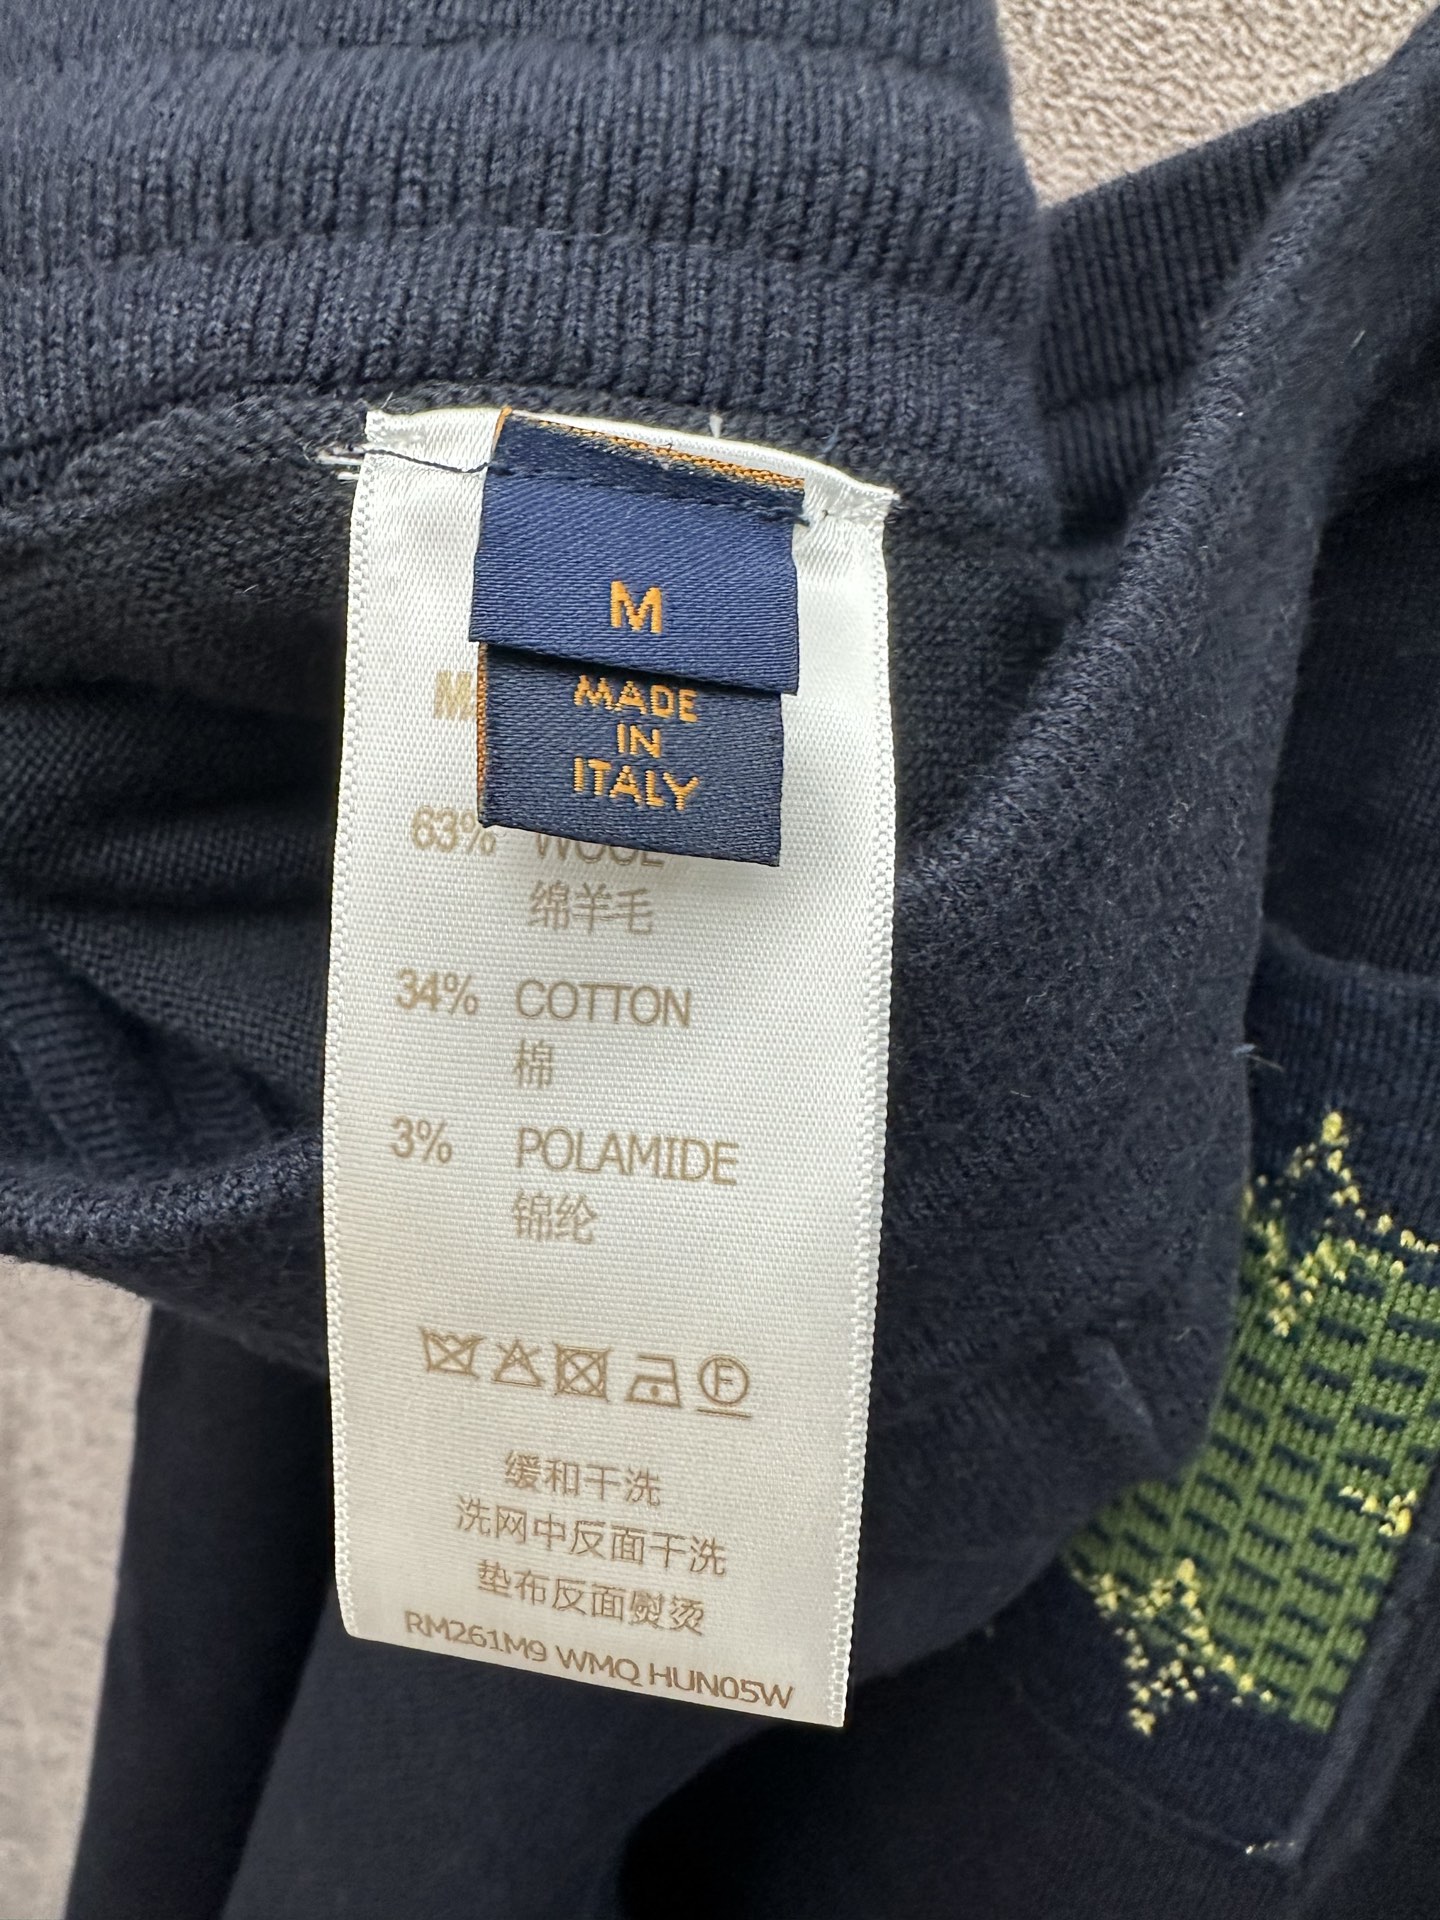 M
MADE
IN
ITALY
M
63% WOOL
绵羊毛
34% COTTON
棉
3% POLAMIDE
锦纶
F
缓和干洗
洗网中反面干洗
垫布反面熨烫
RM261M9 WMQ HUN05W